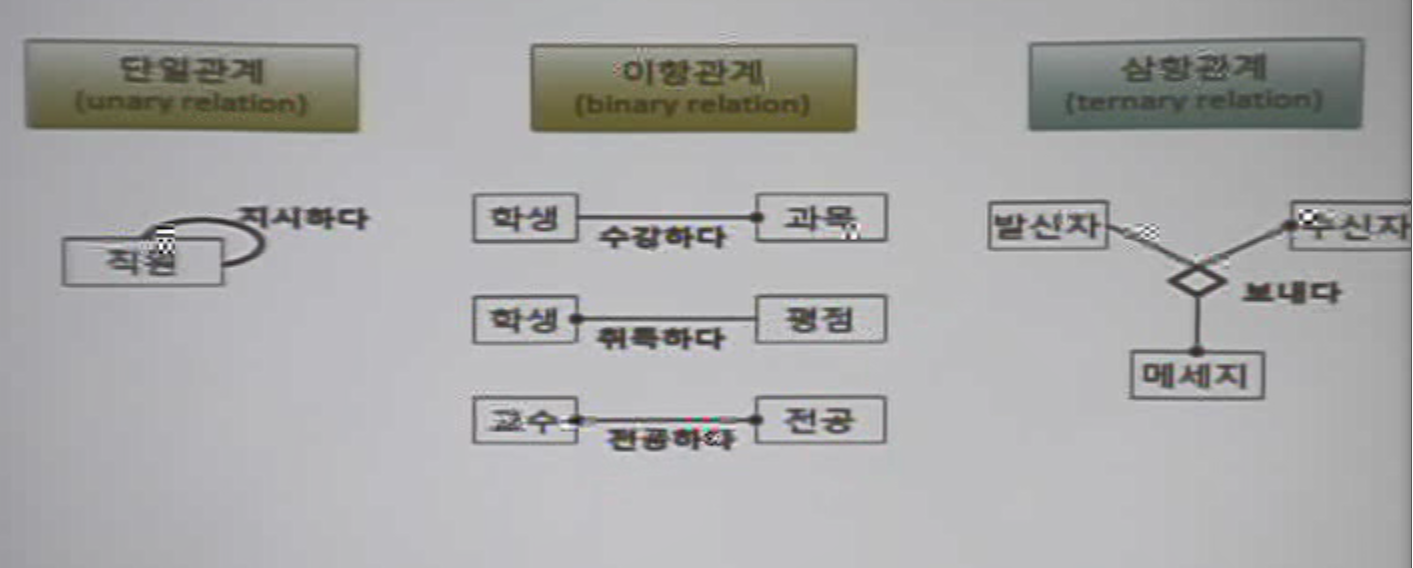 단일관계
(unary relation)
이항관계
(binary relation)
삼황관계
(ternary relation)
지시하다
직원
학생
과목
수강하다
학생
평점
취득하다
교수
전공
전공하다
발신자
수신자
보내다
메세지